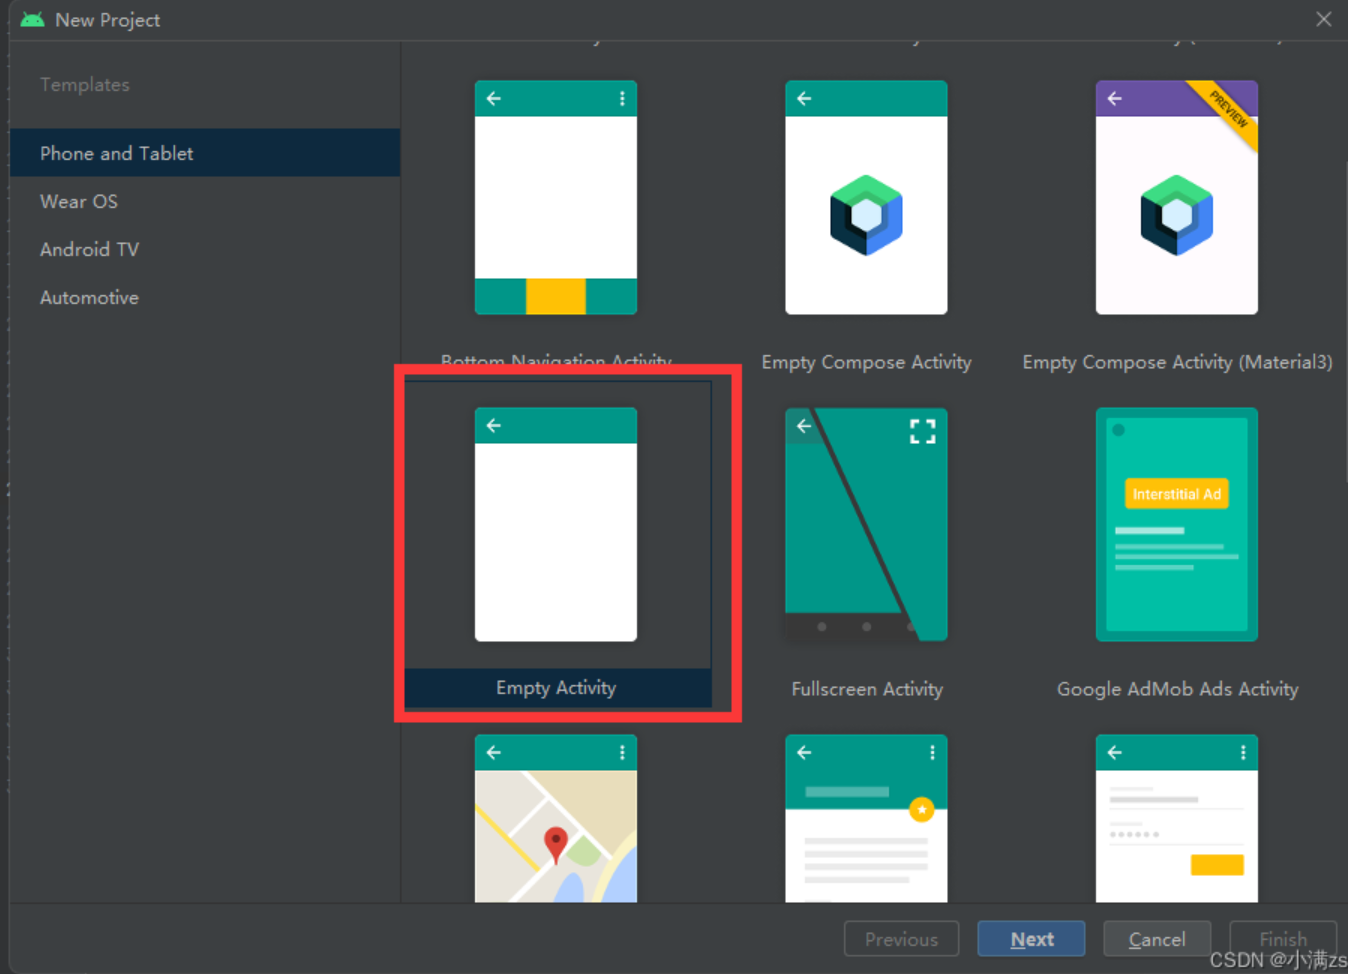 New Project
Templates
Phone and Tablet
Wear OS
Android TV
Automotive
PREVIEW
Bottom Navigation Activity
Empty Compose Activity
Empty Compose Activity (Material3)
Interstitial Ad
Empty Activity
Fullscreen Activity
Google AdMob Ads Activity
Previous
Next
Cancel
Finish
CSDN @小满zs